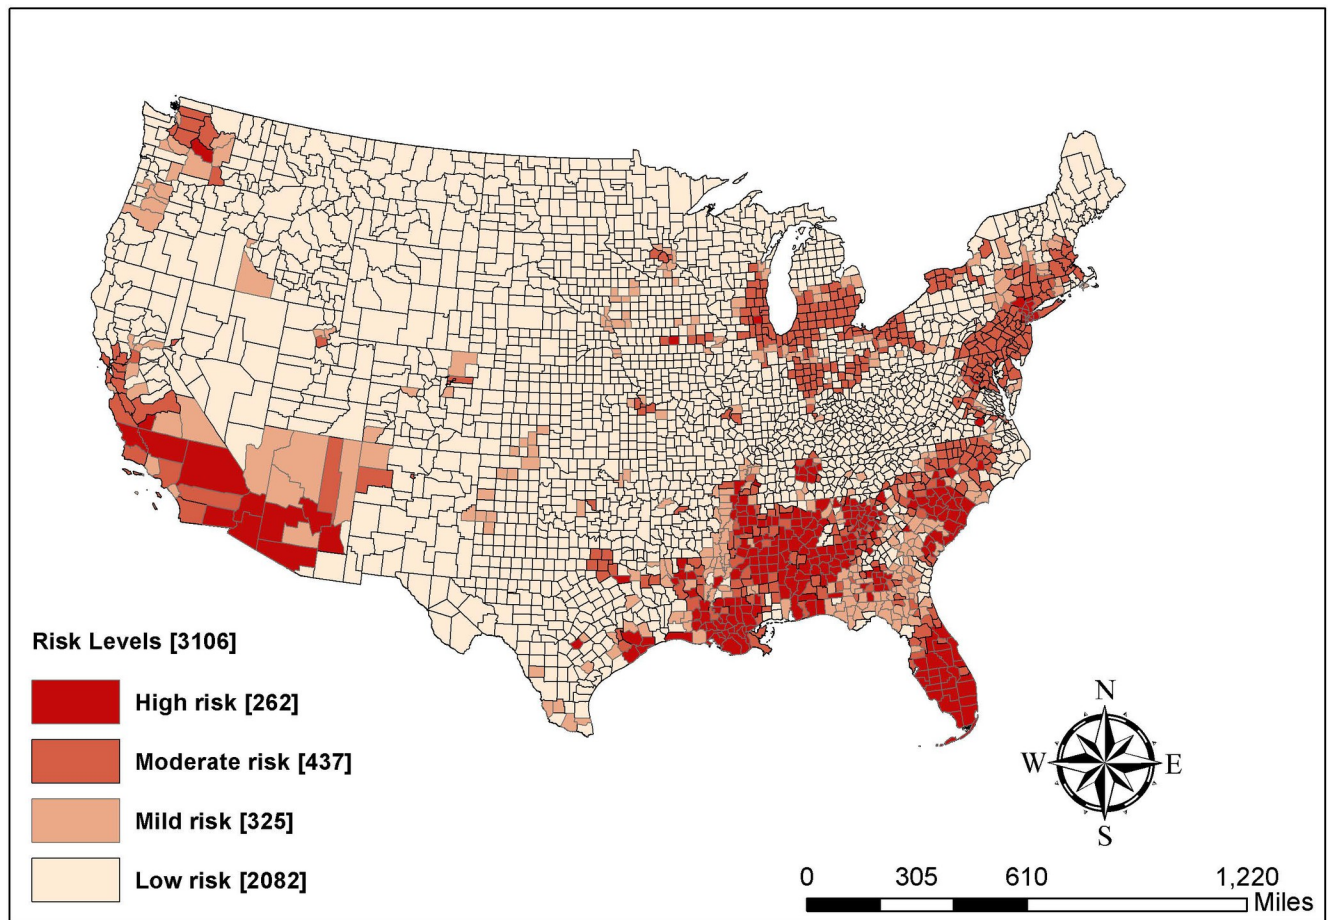 Risk Levels [3106]
High risk [262]
Moderate risk [437]
Mild risk [325]
Low risk [2082]
N
W E
S
0 305 610 1,220
Miles